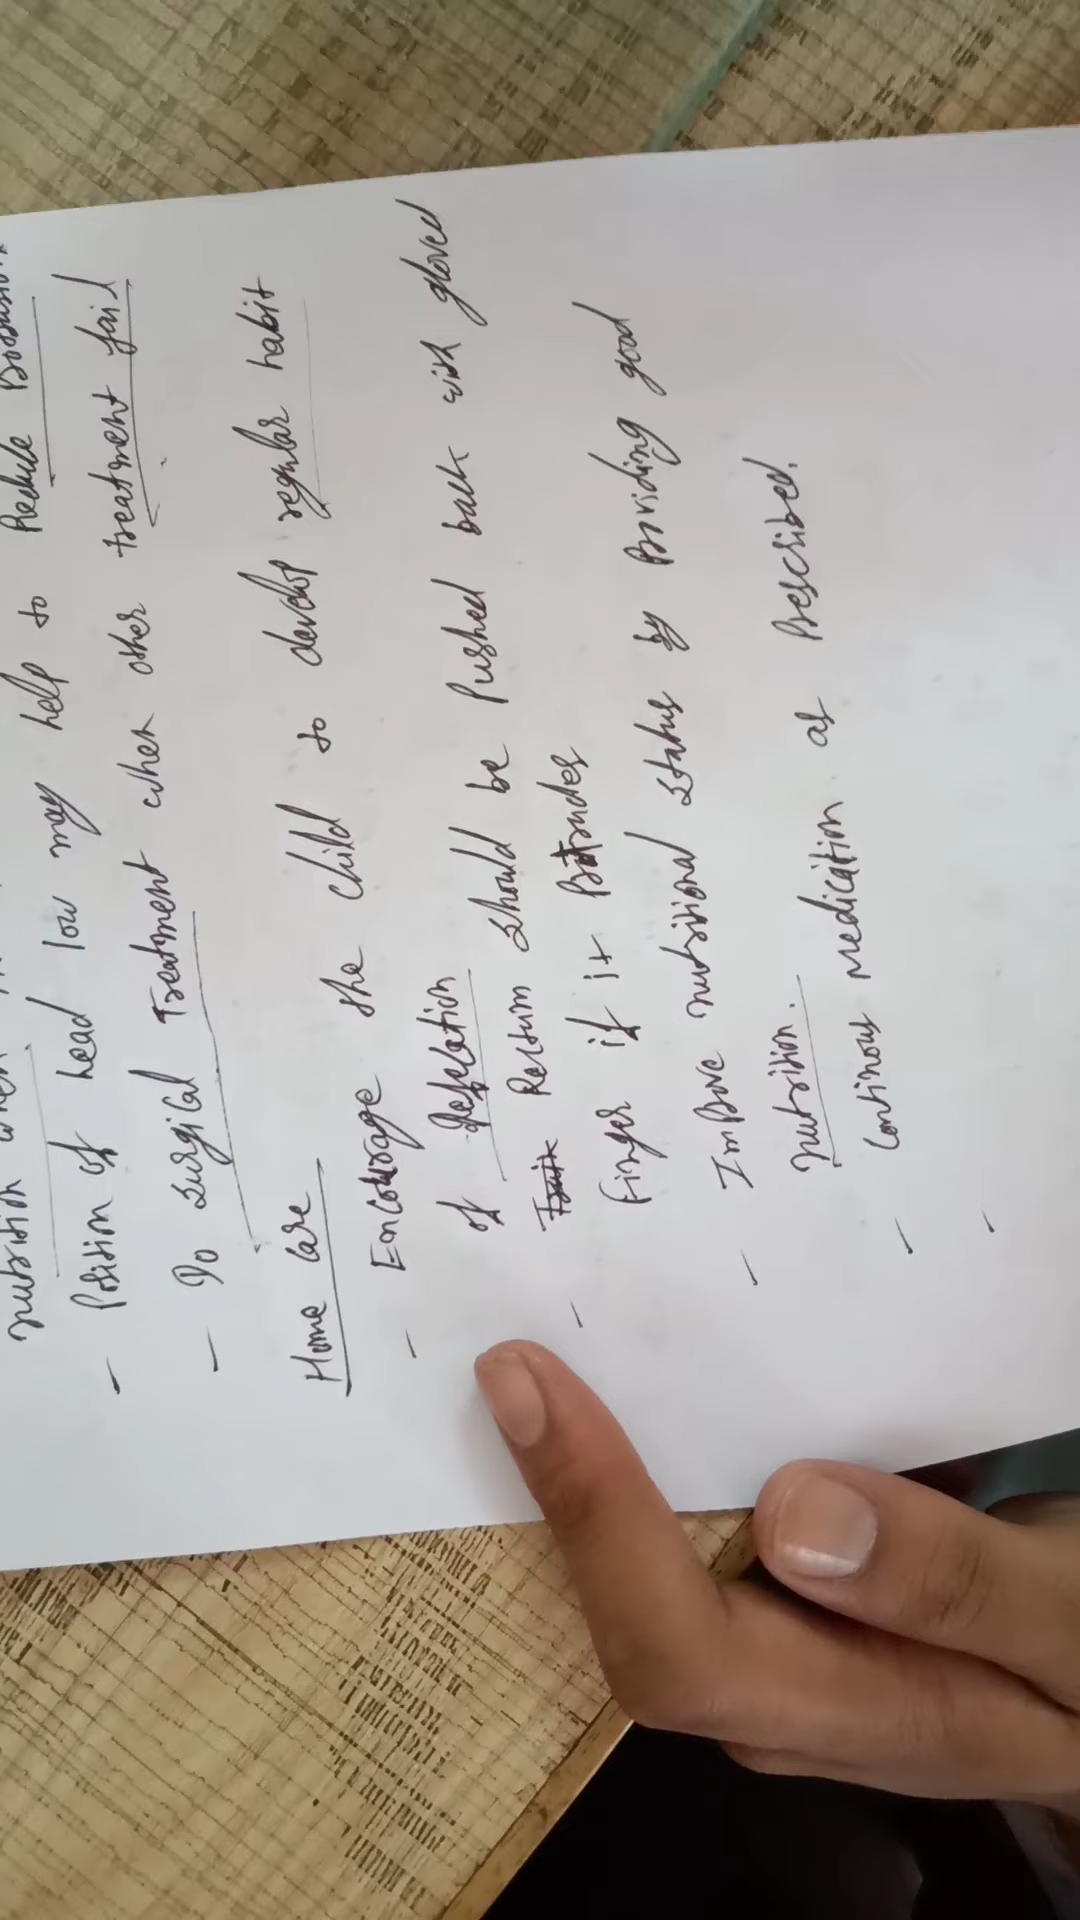 nutrition when
- Position of head low may help to Reduce
- Do surgical Treatment when other treatment fail
Home Care
- Encourage the child to develop regular habit
of defecation
- Rectum should be pushed back with gloved
Finger if it Protrudes
- Improve nutritional status by Providing good
nutrition.
- Continous Medication as Prescribed.
-